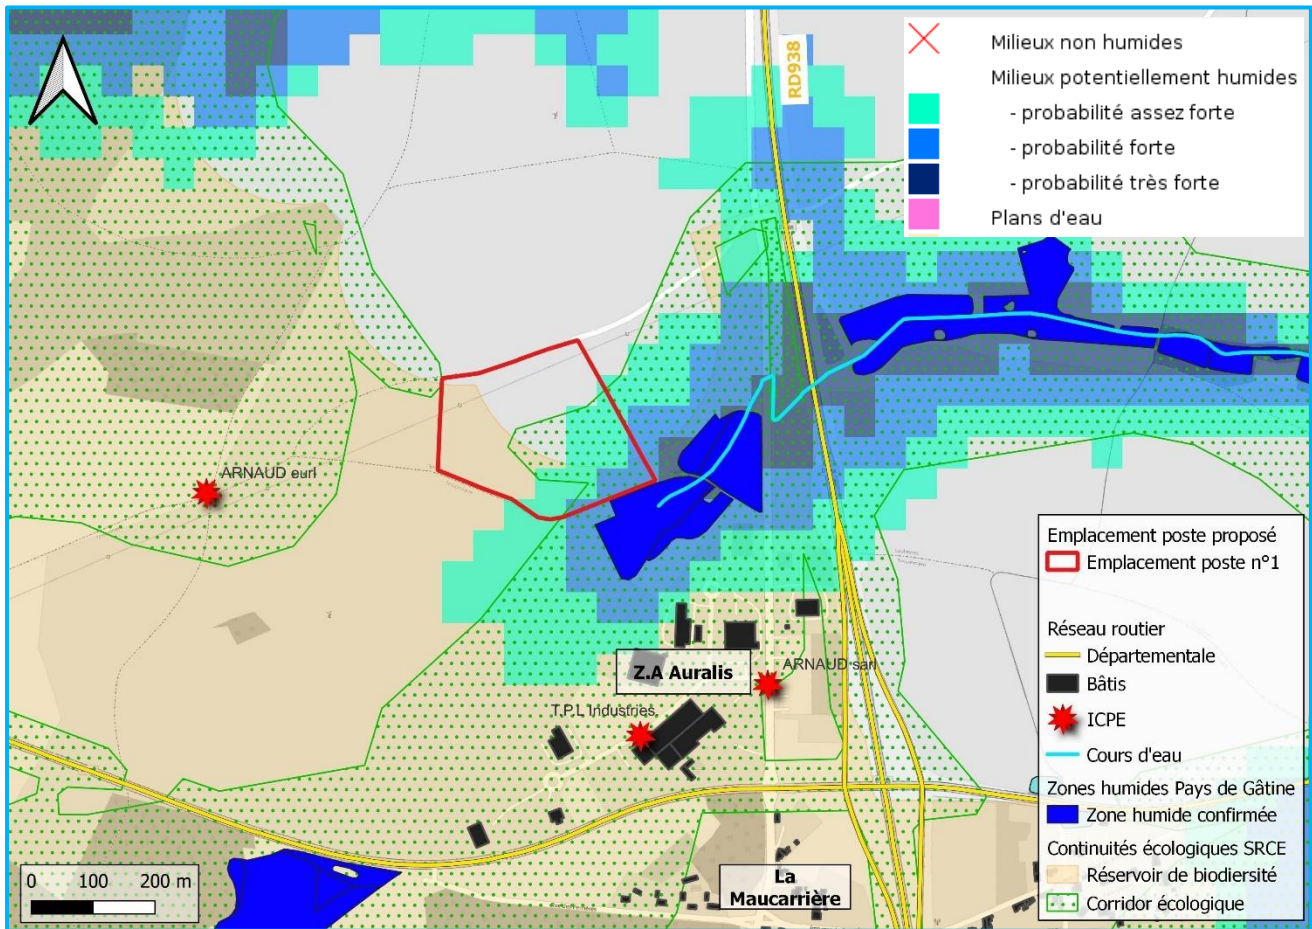 RD938
Milieux non humides
Milieux potentiellement humides
- probabilité assez forte
- probabilité forte
- probabilité très forte
Plans d'eau
ARNAUD eurl
Z.A Auralis
ARNAUD sarl
T.P.L Industries
La
Maucarrière
0 100 200 m
Emplacement poste proposé
Emplacement poste n°1
Réseau routier
Départementale
Bâtis
ICPE
Cours d'eau
Zones humides Pays de Gâtine
Zone humide confirmée
Continuités écologiques SRCE
Réservoir de biodiversité
Corridor écologique